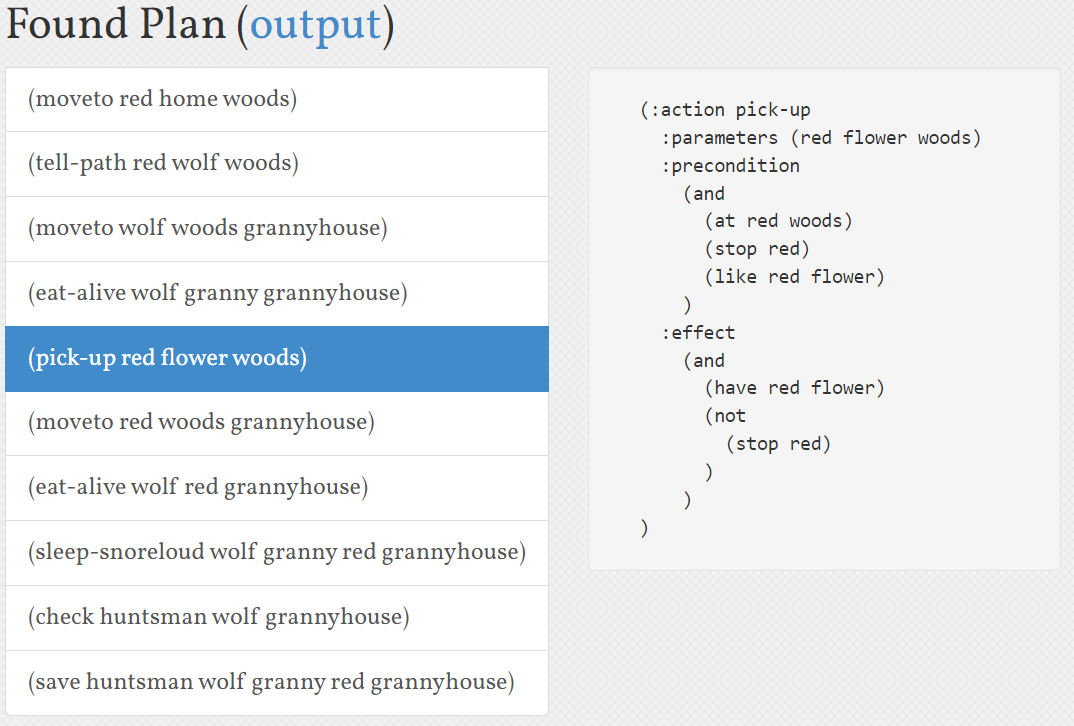 Found Plan (output)
(moveto red home woods)
(tell-path red wolf woods)
(moveto wolf woods grannyhouse)
(eat-alive wolf granny grannyhouse)
(pick-up red flower woods)
(moveto red woods grannyhouse)
(eat-alive wolf red grannyhouse)
(sleep-snoreloud wolf granny red grannyhouse)
(check huntsman wolf grannyhouse)
(save huntsman wolf granny red grannyhouse)
(:action pick-up
:parameters (red flower woods)
:precondition
(and
(at red woods)
(stop red)
(like red flower)
)
:effect
(and
(have red flower)
(not
(stop red)
)
)
)